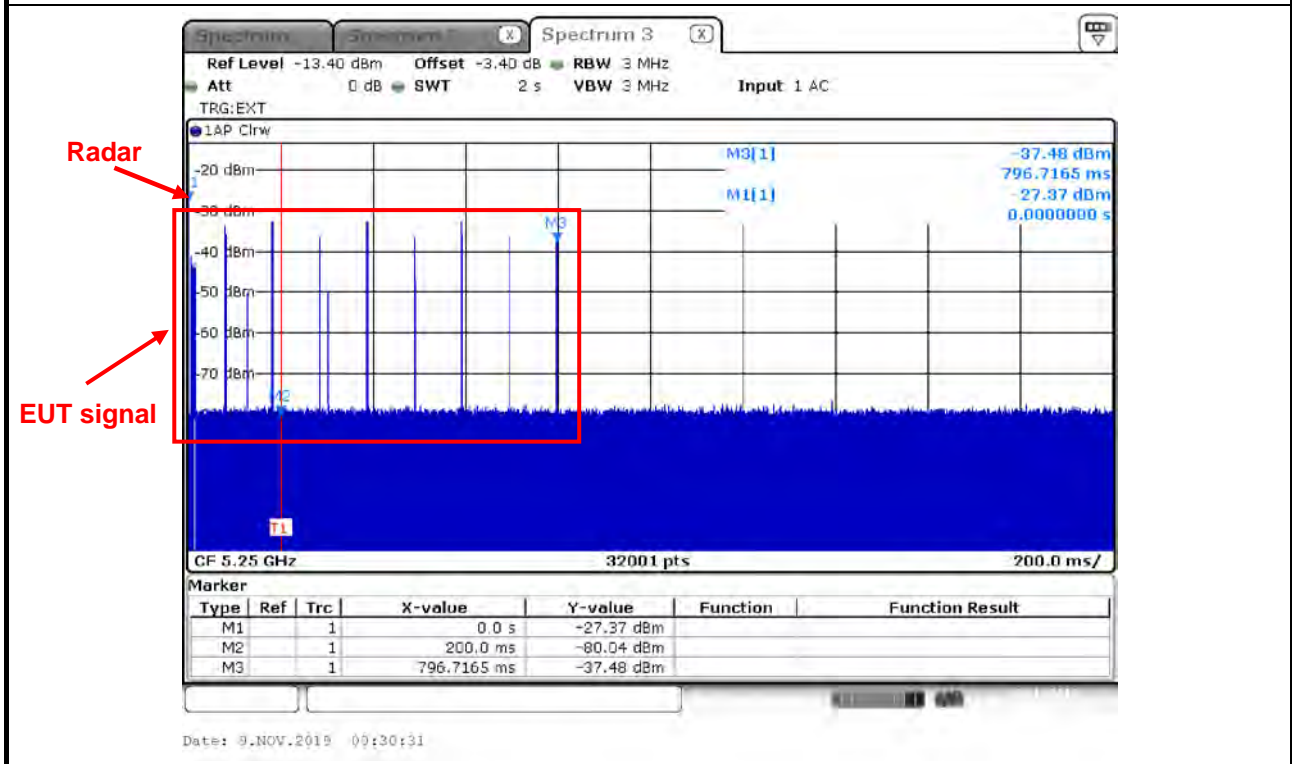 Spectrum 3
Ref Level -13.40 dBm Offset -3.40 dB RBW 3 MHz
Att 0 dB SWT 2 s VBW 3 MHz Input 1 AC
TRG:EXT
1AP Clrw
Radar
M3[1] -37.48 dBm
-20 dBm
796.7165 ms
M1[1] -27.37 dBm
-30 dBm
0.0000000 s
M3
-40 dBm
-50 dBm
-60 dBm
-70 dBm
M2
EUT signal
T1
CF 5.25 GHz 32001 pts 200.0 ms/
Marker
Type Ref Trc X-value Y-value Function Function Result
M1 1 0.0 s -27.37 dBm
M2 1 200.0 ms -80.04 dBm
M3 1 796.7165 ms -37.48 dBm
Date: 9.NOV.2019 09:30:31